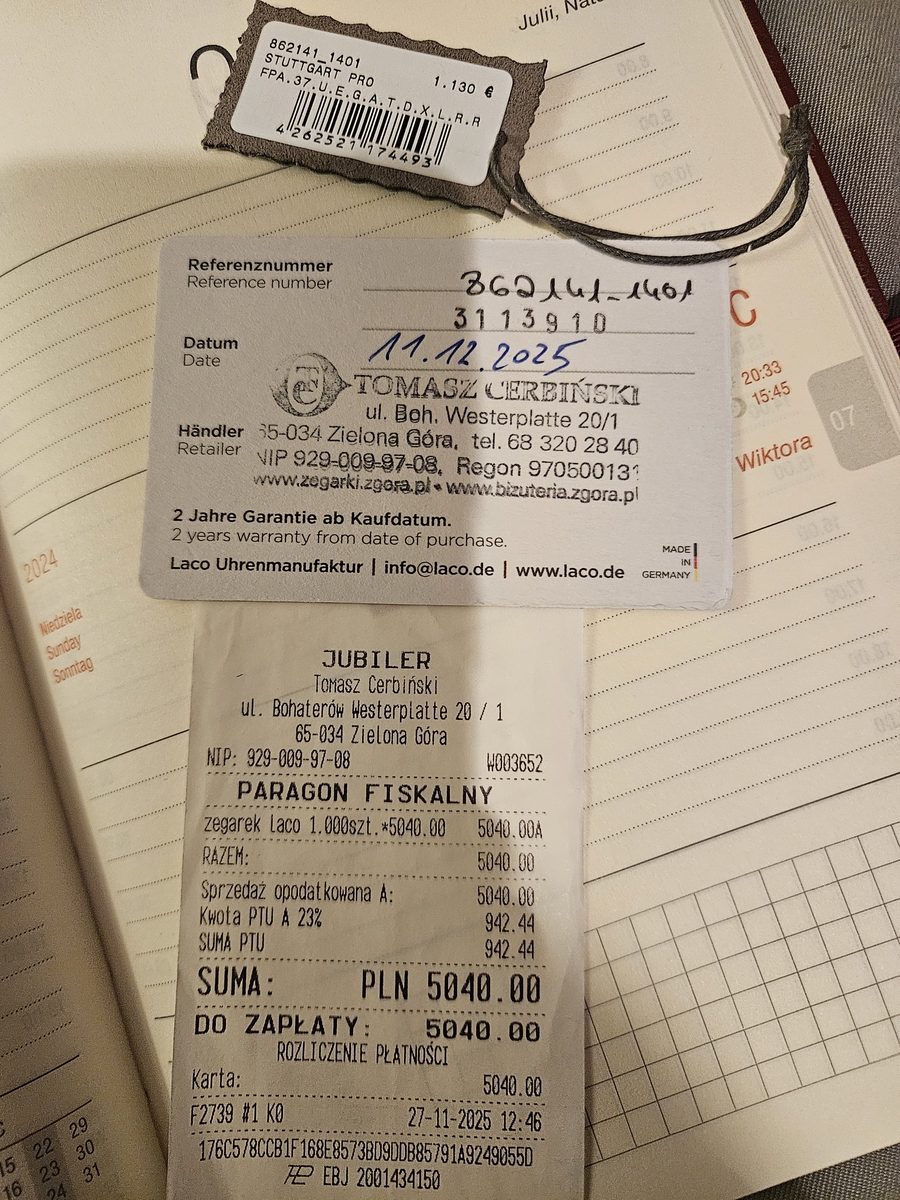 Julii,
862141_1401
STUTTGART PRO 1.130 €
FPA.37.U.E.G.A.T.D.X.L.R.R
4 262521 174493
Referenznummer
Reference number
862141_1401
3113910
Datum
Date
11.12.2025
TOMASZ CERBIŃSKI
ul. Boh. Westerplatte 20/1
65-034 Zielona Góra, tel. 68 320 28 40
Händler
Retailer
NIP 929-009-97-08, Regon 97050013
www.zegarki.zgora.pl • www.bizuteria.zgora.pl
2 Jahre Garantie ab Kaufdatum.
2 years warranty from date of purchase.
Laco Uhrenmanufaktur | info@laco.de | www.laco.de
MADE
IN
GERMANY
C
20:33
15:45
07
Wiktora
2024
Niedziela
Sunday
Sonntag
JUBILER
Tomasz Cerbiński
ul. Bohaterów Westerplatte 20 / 1
65-034 Zielona Góra
NIP: 929-009-97-08 W003652
PARAGON FISKALNY
zegarek laco 1.000szt.*5040.00 5040.00A
RAZEM: 5040.00
Sprzedaż opodatkowana A: 5040.00
Kwota PTU A 23% 942.44
SUMA PTU 942.44
SUMA: PLN 5040.00
DO ZAPŁATY: 5040.00
ROZLICZENIE PŁATNOŚCI
Karta: 5040.00
F2739 #1 K0 27-11-2025 12:46
176C578CCB1F168E8573BD9DDB85791A9249055D
EBJ 2001434150
15 22 29
16 23 30
24 31